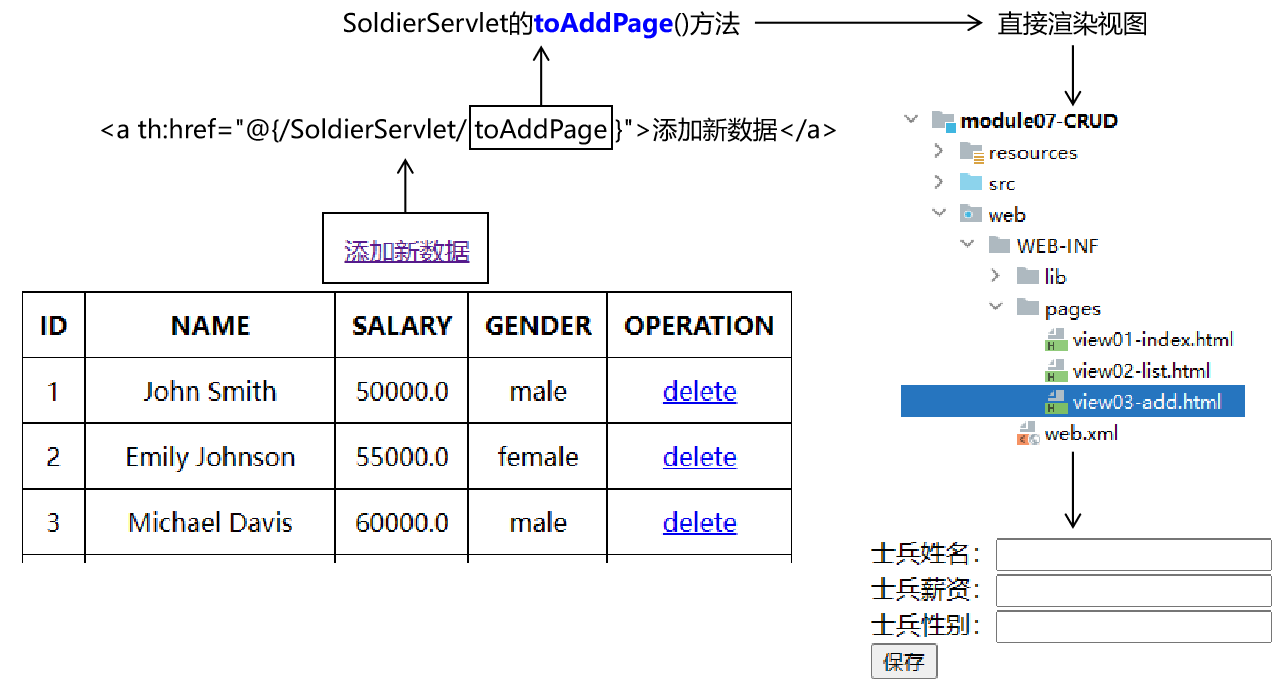 SoldierServlet的toAddPage()方法
直接渲染视图
<a th:href="@{/SoldierServlet/toAddPage}">添加新数据</a>
添加新数据
ID NAME SALARY GENDER OPERATION
1 John Smith 50000.0 male delete
2 Emily Johnson 55000.0 female delete
3 Michael Davis 60000.0 male delete
module07-CRUD
resources
src
web
WEB-INF
lib
pages
view01-index.html
view02-list.html
view03-add.html
web.xml
士兵姓名：
士兵薪资：
士兵性别：
保存